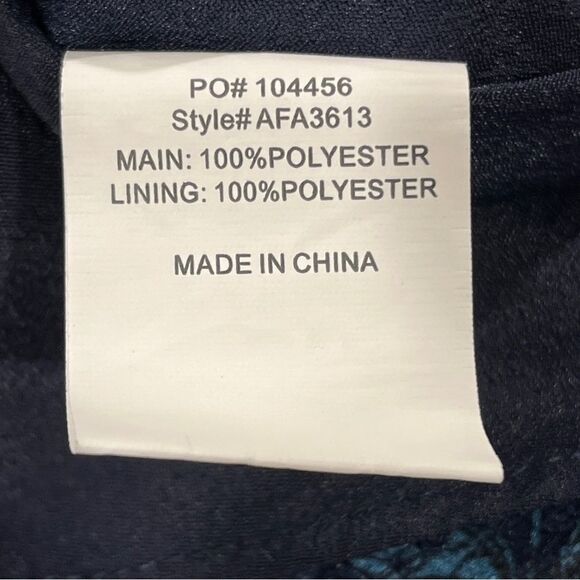 PO# 104456
Style# AFA3613
MAIN: 100%POLYESTER
LINING: 100%POLYESTER
MADE IN CHINA